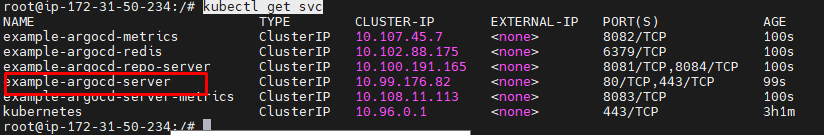 root@ip-172-31-50-234:/# kubectl get svc
NAME TYPE CLUSTER-IP EXTERNAL-IP PORT(S) AGE
example-argocd-metrics ClusterIP 10.107.45.7 <none> 8082/TCP 100s
example-argocd-redis ClusterIP 10.102.88.175 <none> 6379/TCP 100s
example-argocd-repo-server ClusterIP 10.100.191.165 <none> 8081/TCP,8084/TCP 100s
example-argocd-server ClusterIP 10.99.176.82 <none> 80/TCP,443/TCP 99s
example-argocd-server-metrics ClusterIP 10.108.11.113 <none> 8083/TCP 100s
kubernetes ClusterIP 10.96.0.1 <none> 443/TCP 3h1m
root@ip-172-31-50-234:/#